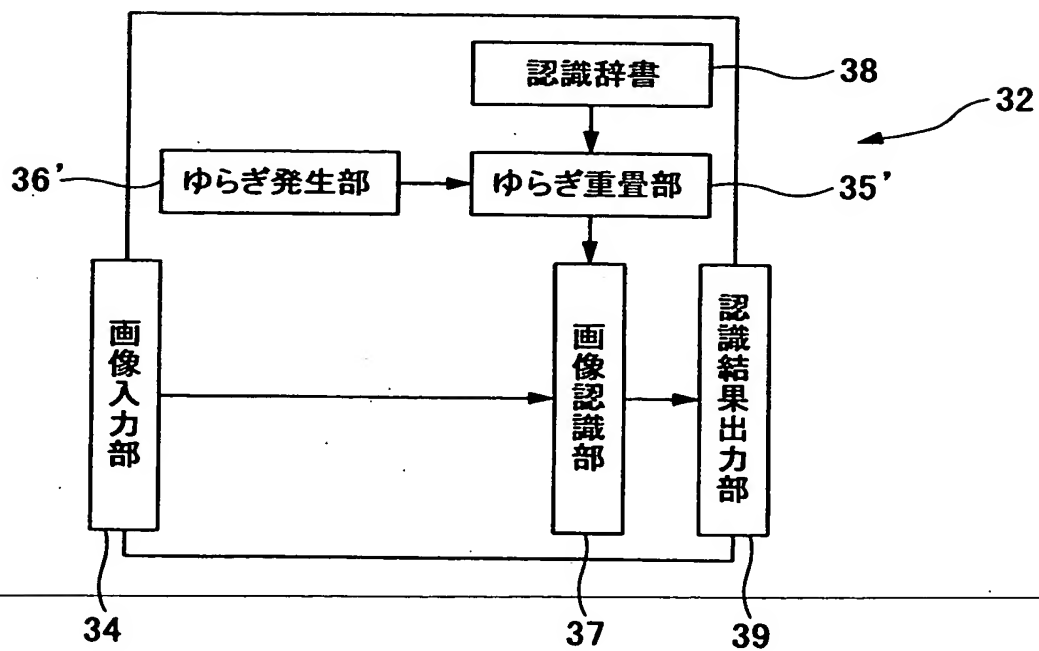 認識辞書
38
32
36’
ゆらぎ発生部
ゆらぎ重畳部
35’
画像入力部
画像認識部
認識結果出力部
34
37
39